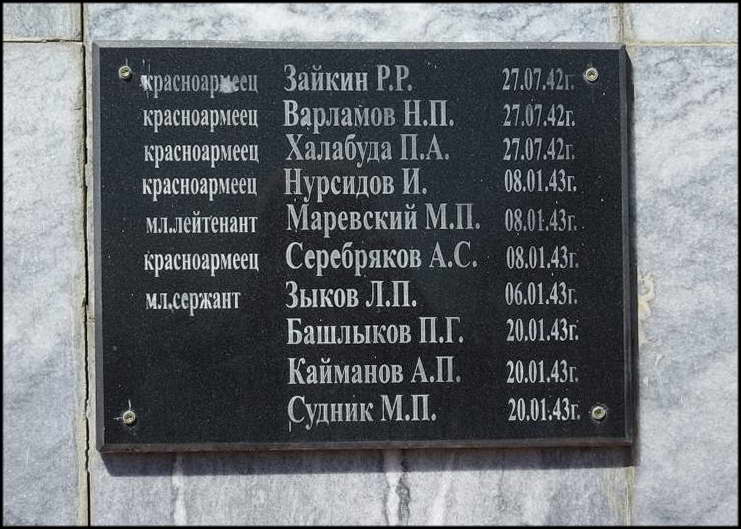 красноармеец Зайкин Р.Р. 27.07.42г.
красноармеец Варламов Н.П. 27.07.42г.
красноармеец Халабуда П.А. 27.07.42г.
красноармеец Нурсидов И. 08.01.43г.
мл.лейтенант Маревский М.П. 08.01.43г.
красноармеец Серебряков А.С. 08.01.43г.
мл.сержант Зыков Л.П. 06.01.43г.
Башлыков П.Г. 20.01.43г.
Кайманов А.П. 20.01.43г.
Судник М.П. 20.01.43г.